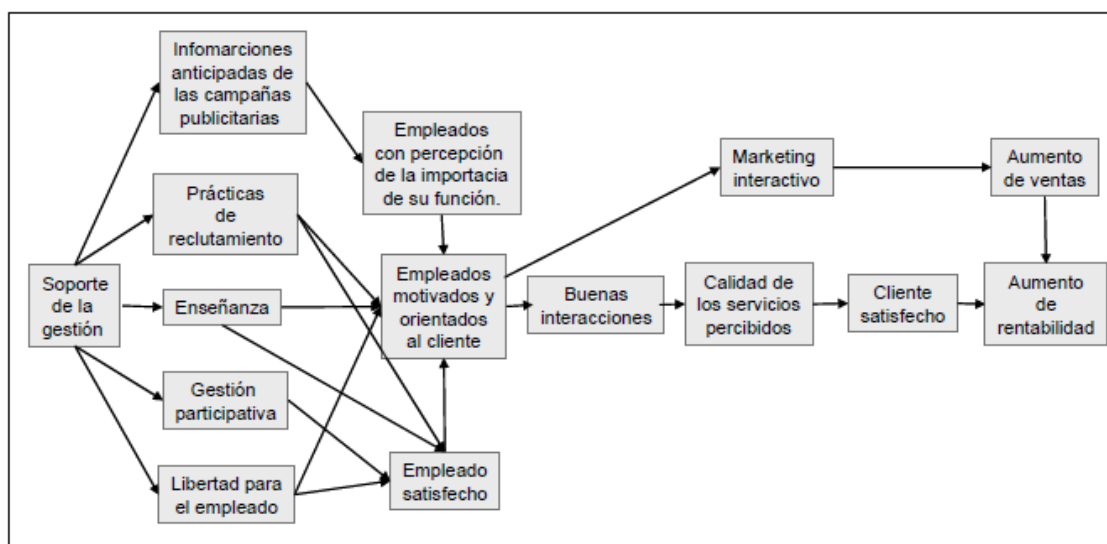 Infomarciones
anticipadas de
las campañas
publicitarias
Empleados
con percepción
de la importacia
de su función.
Marketing
interactivo
Aumento
de ventas
Prácticas
de
reclutamiento
Soporte
de la
gestión
Enseñanza
Empleados
motivados y
orientados
al cliente
Buenas
interacciones
Calidad de
los servicios
percibidos
Cliente
satisfecho
Aumento
de
rentabilidad
Gestión
participativa
Libertad para
el empleado
Empleado
satisfecho